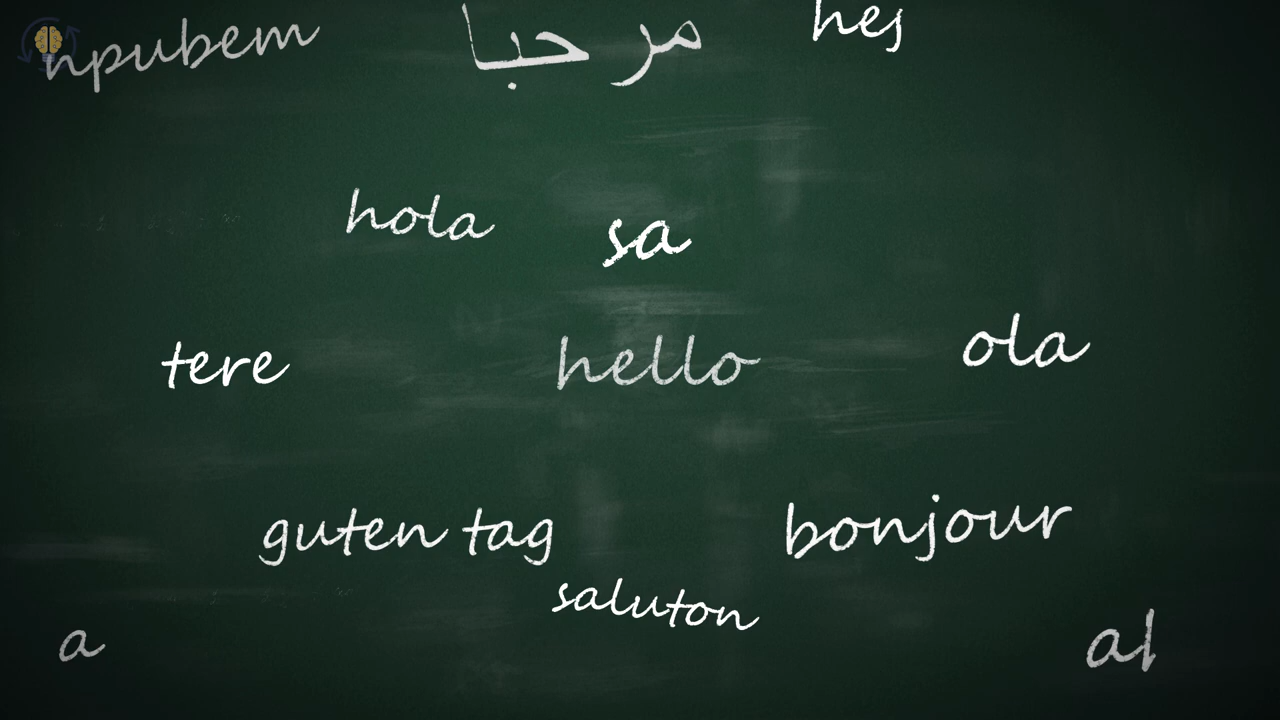 привет
مرحبا
hej
hola
sa
tere
hello
ola
guten tag
bonjour
saluton
a
al